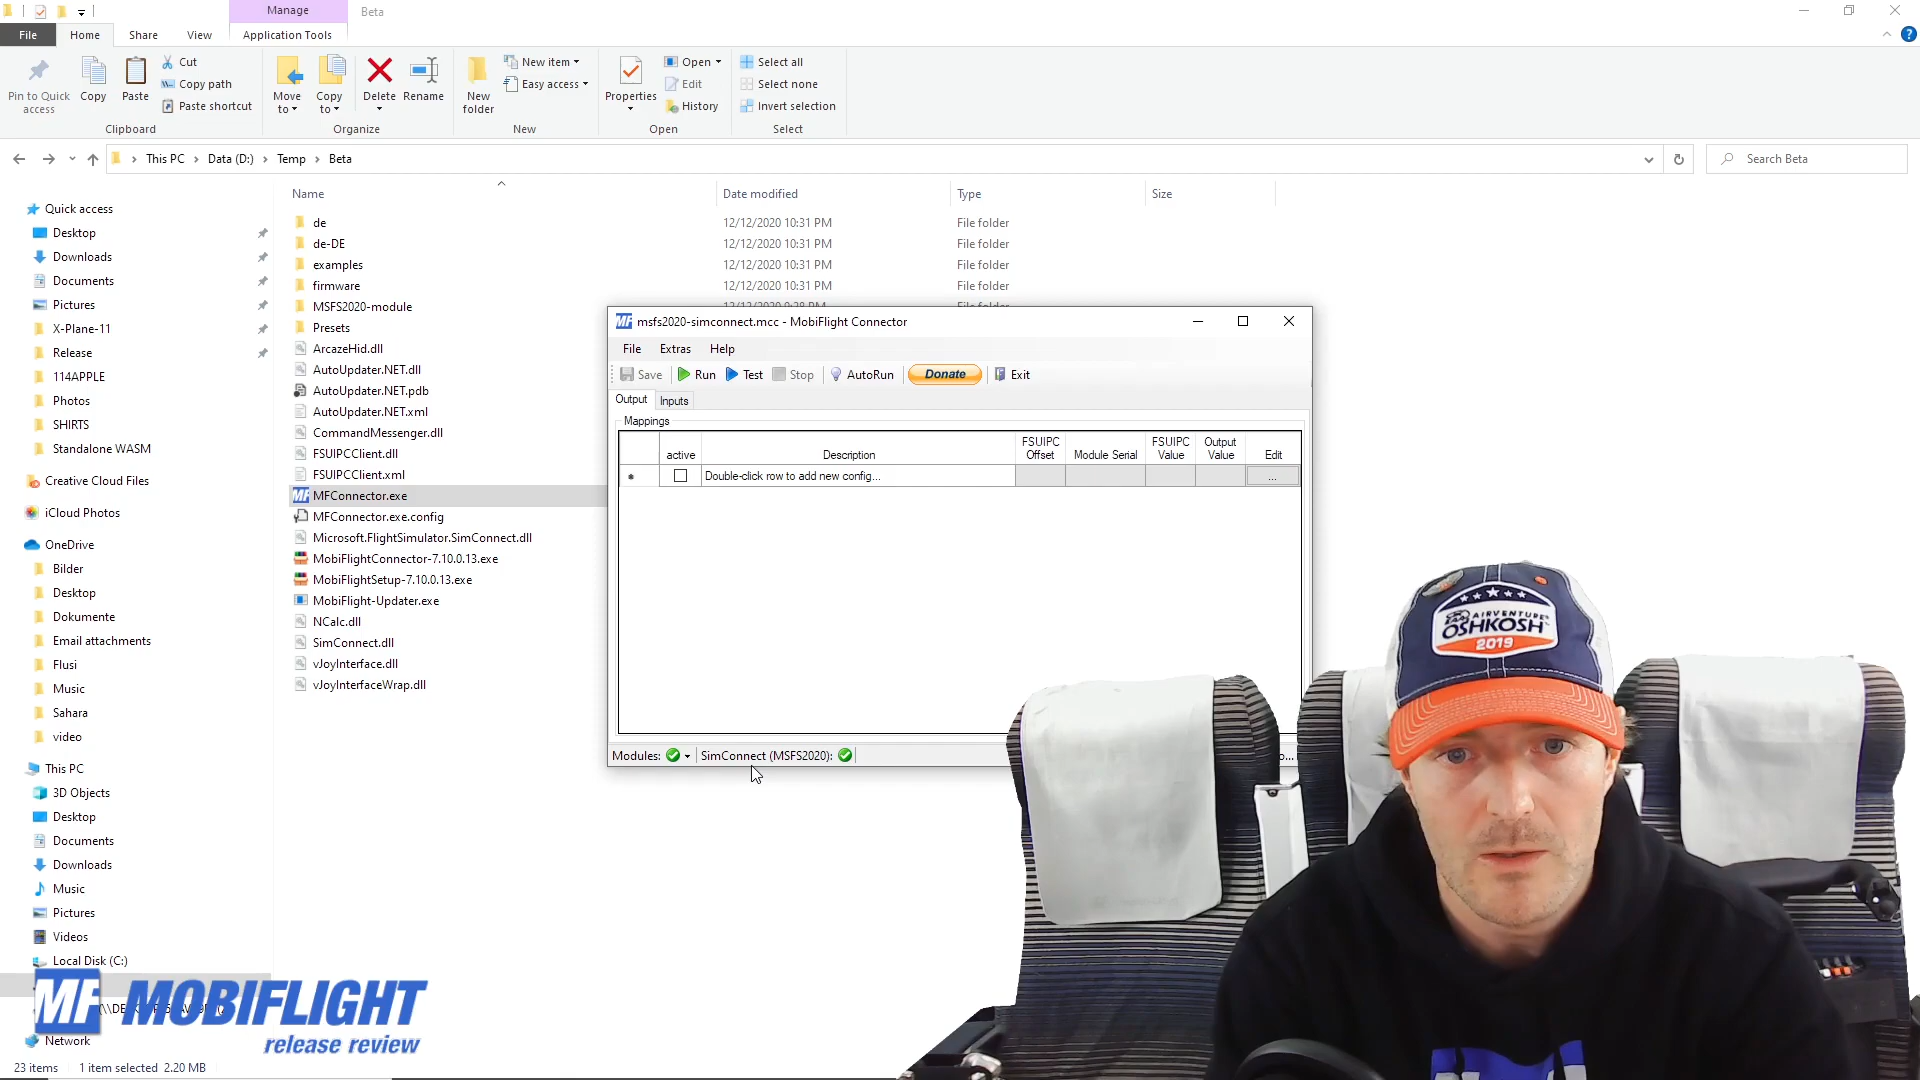 Manage
Beta
File
Home
Share
View
Application Tools
Pin to Quick access
Copy
Paste
Cut
Copy path
Paste shortcut
Clipboard
Move to
Copy to
Delete
Rename
Organize
New folder
New item
Easy access
New
Properties
Open
Edit
History
Open
Select all
Select none
Invert selection
Select
This PC
Data (D:)
Temp
Beta
Search Beta
Name
Date modified
Type
Size
Quick access
Desktop
Downloads
Documents
Pictures
X-Plane-11
Release
114APPLE
Photos
SHIRTS
Standalone WASM
Creative Cloud Files
iCloud Photos
OneDrive
Bilder
Desktop
Dokumente
Email attachments
Flusi
Music
Sahara
video
This PC
3D Objects
Desktop
Documents
Downloads
Music
Pictures
Videos
Local Disk (C:)
Network
de 12/12/2020 10:31 PM File folder
de-DE 12/12/2020 10:31 PM File folder
examples 12/12/2020 10:31 PM File folder
firmware 12/12/2020 10:31 PM File folder
MSFS2020-module
Presets
ArcazeHid.dll
AutoUpdater.NET.dll
AutoUpdater.NET.pdb
AutoUpdater.NET.xml
CommandMessenger.dll
FSUIPCClient.dll
FSUIPCClient.xml
MFConnector.exe
MFConnector.exe.config
Microsoft.FlightSimulator.SimConnect.dll
MobiFlightConnector-7.10.0.13.exe
MobiFlightSetup-7.10.0.13.exe
MobiFlight-Updater.exe
NCalc.dll
SimConnect.dll
vJoyInterface.dll
vJoyInterfaceWrap.dll
MF msfs2020-simconnect.mcc - MobiFlight Connector
File Extras Help
Save Run Test Stop AutoRun Donate Exit
Output Inputs
Mappings
active Description FSUIPC Offset Module Serial FSUIPC Value Output Value Edit
* Double-click row to add new config... ...
Modules: SimConnect (MSFS2020):
AIRVENTURE
OSHKOSH
2019
MF MOBIFLIGHT
release review
23 items 1 item selected 2.20 MB